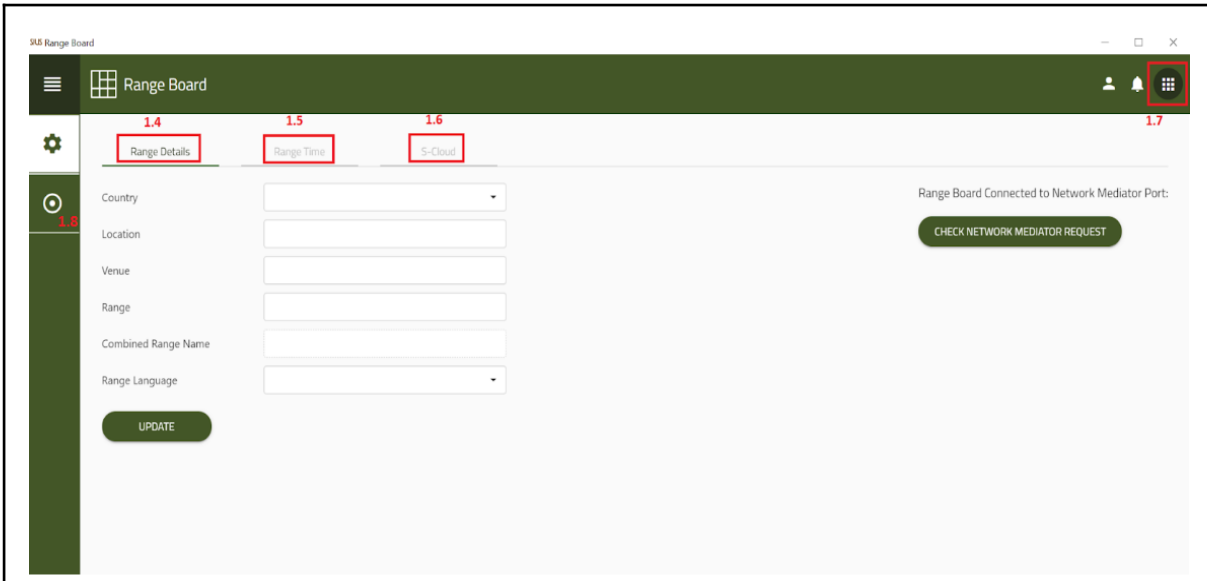 SIUS Range Board
Range Board
1.4
1.5
1.6
1.7
Range Details
Range Time
S-Cloud
1.8
Country
Location
Venue
Range
Combined Range Name
Range Language
UPDATE
Range Board Connected to Network Mediator Port:
CHECK NETWORK MEDIATOR REQUEST